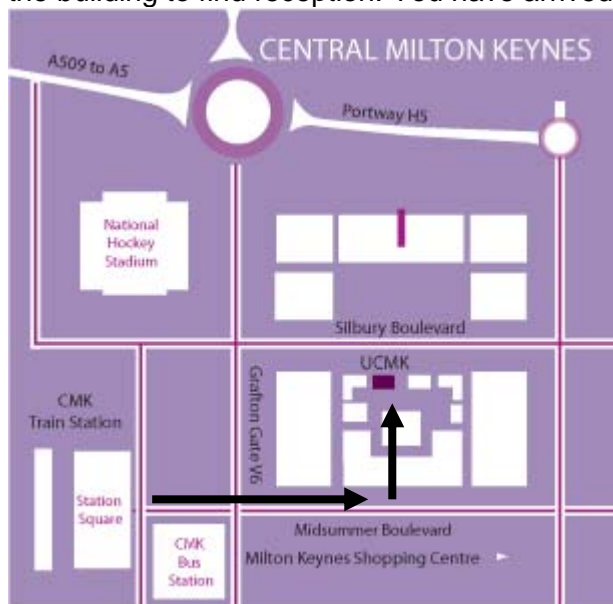 the building to find reception. You have arrived
CENTRAL MILTON KEYNES
A509 to A5
Portway H5
National
Hockey
Stadium
Silbury Boulevard
UCMK
Grafton Gate V6
CMK
Train Station
Station
Square
Midsummer Boulevard
CMK
Bus
Station
Milton Keynes Shopping Centre